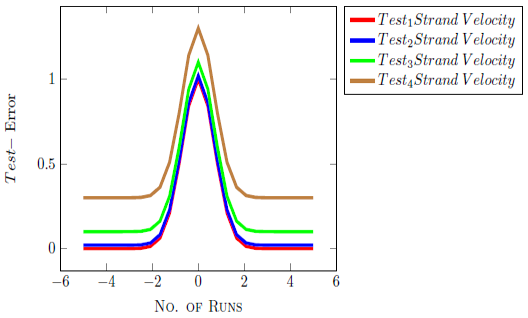 Test₁Strand Velocity
Test₂Strand Velocity
Test₃Strand Velocity
Test₄Strand Velocity
1
0.5
0
Test− Error
−6 −4 −2 0 2 4 6
No. of Runs